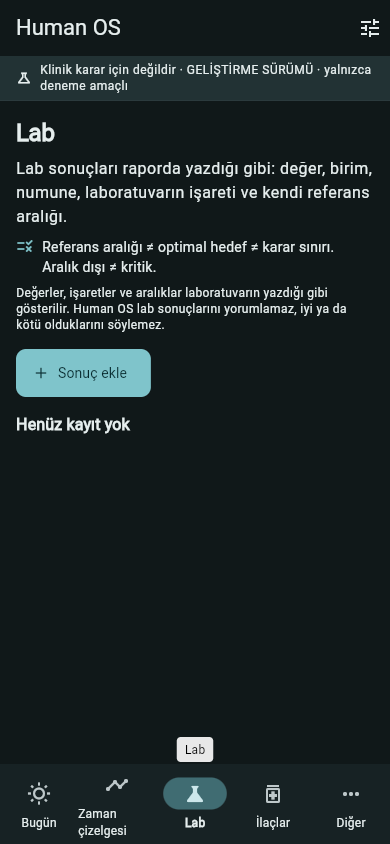 Human OS
Klinik karar için değildir · GELİŞTİRME SÜRÜMÜ · yalnızca
deneme amaçlı
Lab
Lab sonuçları raporda yazdığı gibi: değer, birim,
numune, laboratuvarın işareti ve kendi referans
aralığı.
Referans aralığı ≠ optimal hedef ≠ karar sınırı.
Aralık dışı ≠ kritik.
Değerler, işaretler ve aralıklar laboratuvarın yazdığı gibi
gösterilir. Human OS lab sonuçlarını yorumlamaz, iyi ya da
kötü olduklarını söylemez.
+ Sonuç ekle
Henüz kayıt yok
Lab
Bugün
Zaman
çizelgesi
Lab
İlaçlar
Diğer